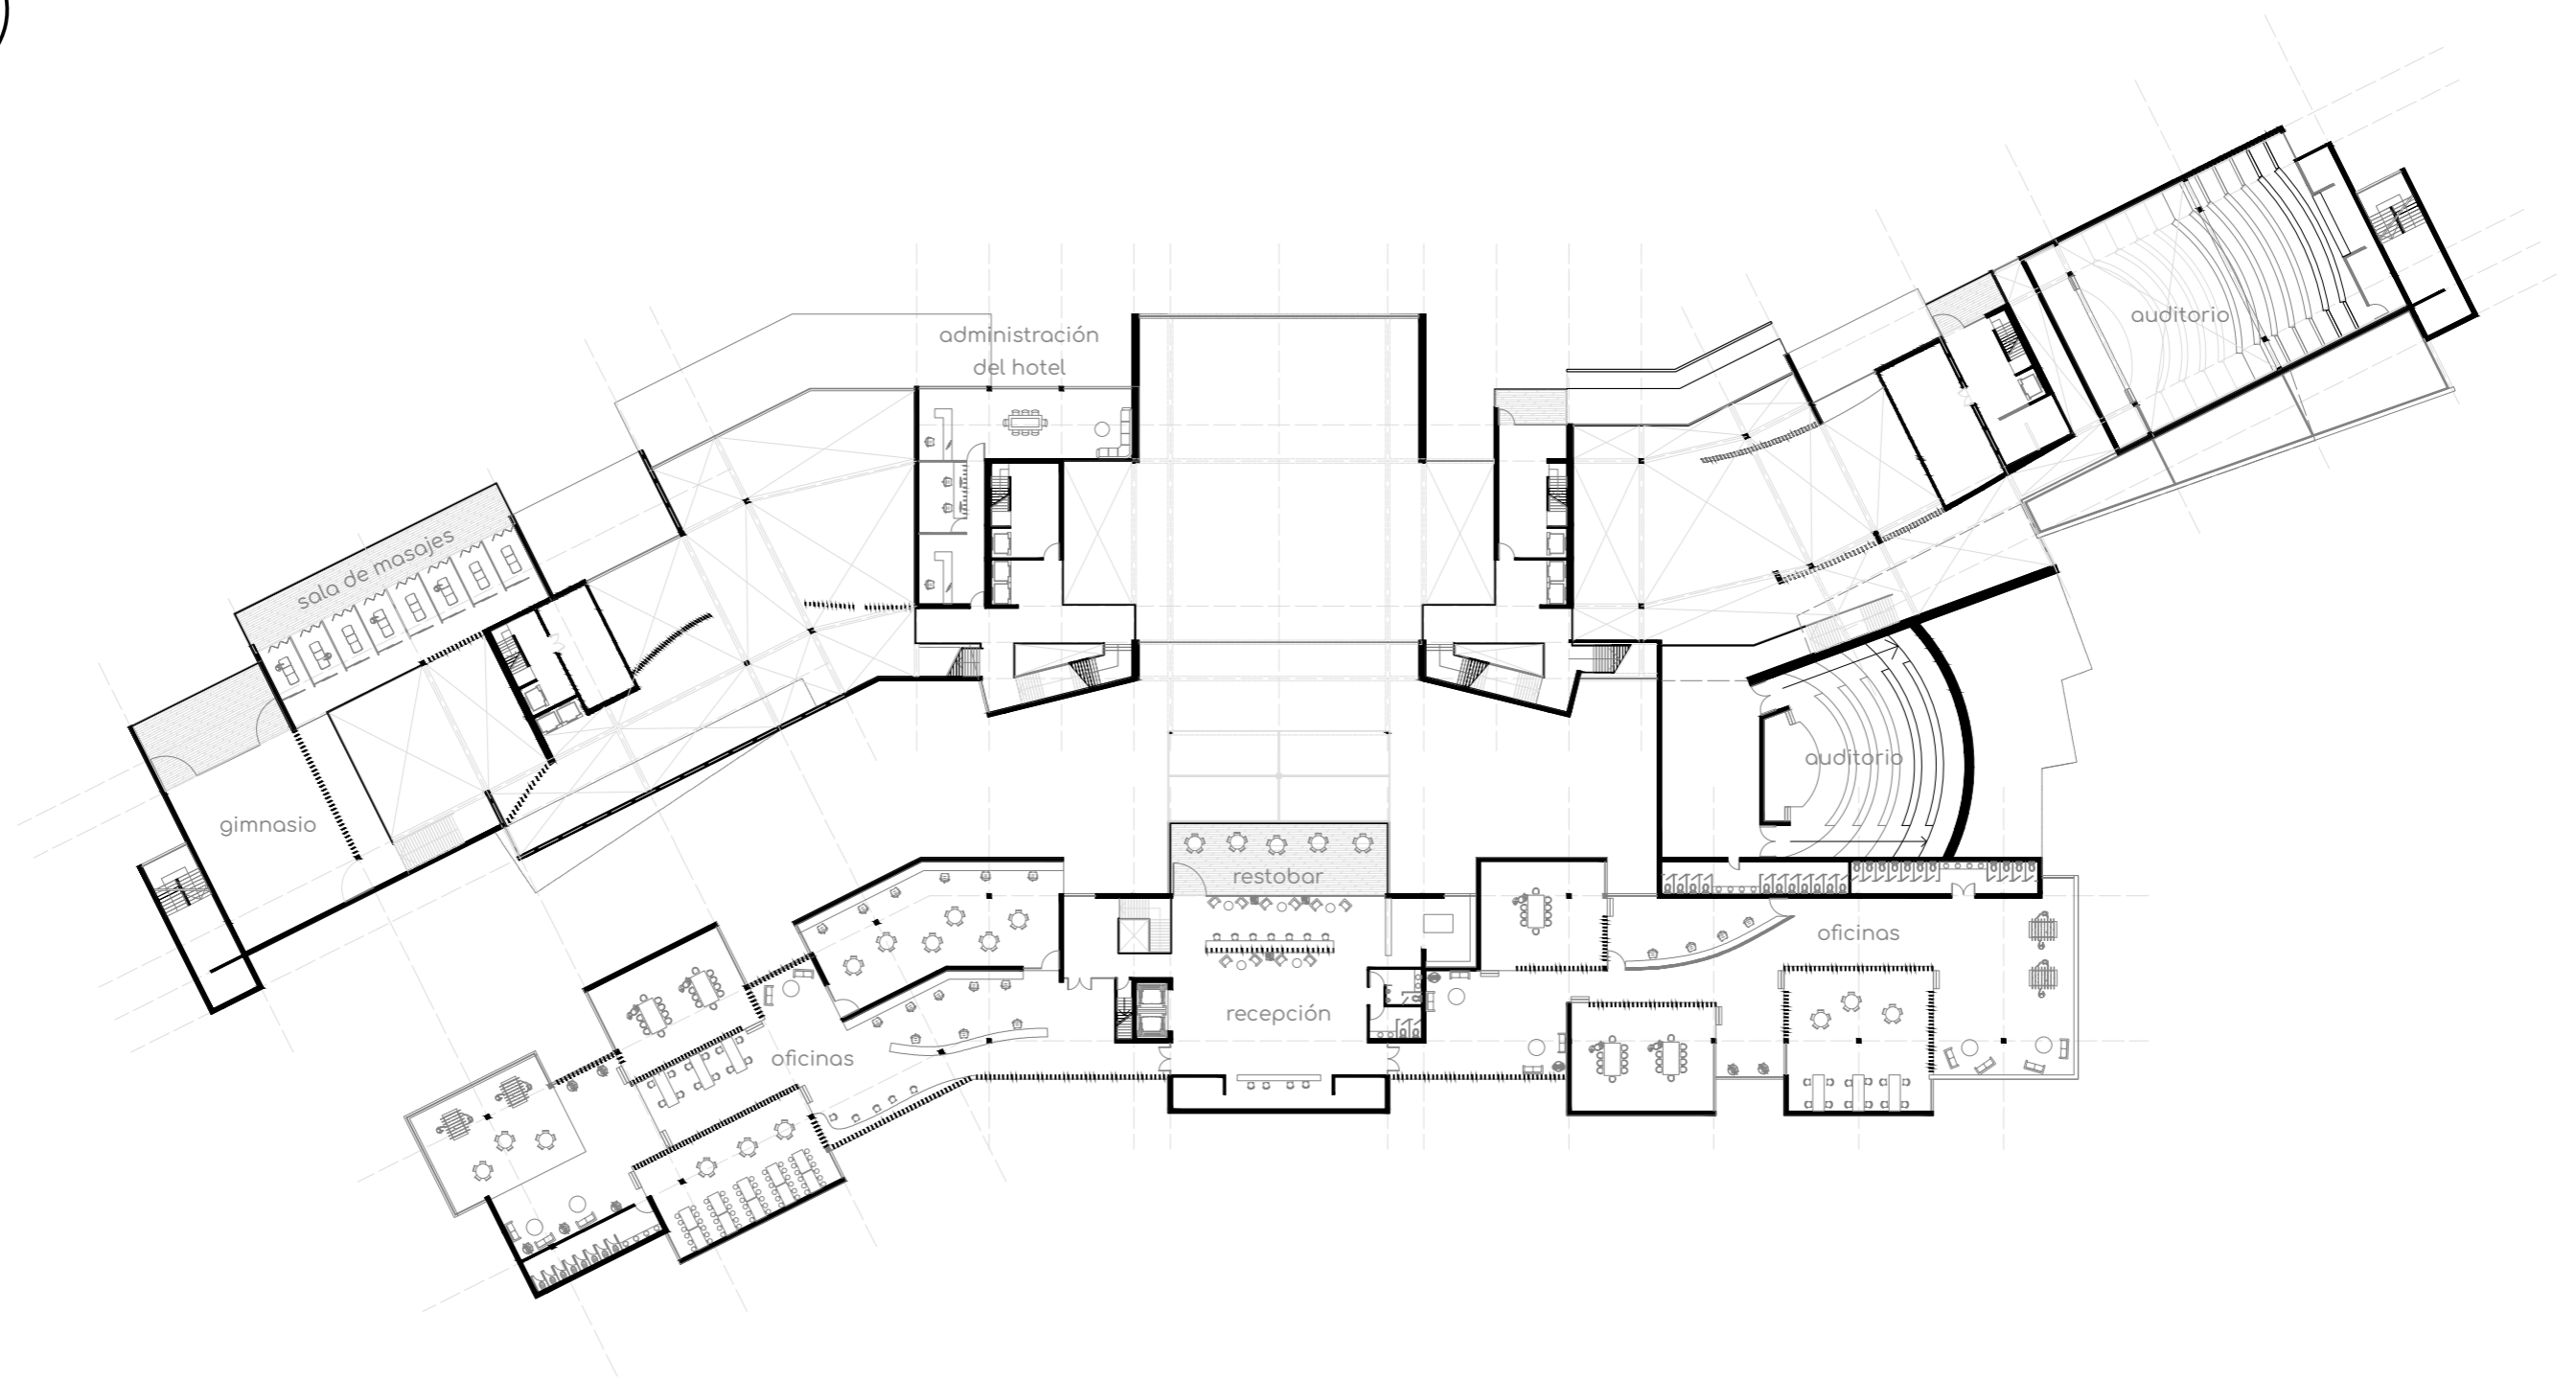 administración
del hotel
auditorio
sala de masajes
auditorio
gimnasio
restobar
oficinas
recepción
oficinas